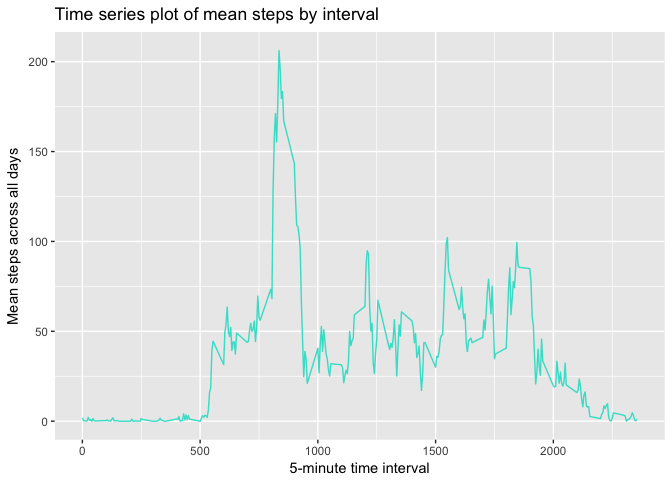 Time series plot of mean steps by interval
Mean steps across all days
200
150
100
50
0
0 500 1000 1500 2000
5-minute time interval